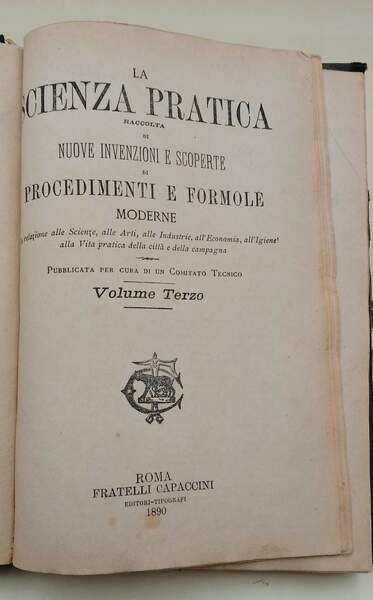 LA
SCIENZA PRATICA
RACCOLTA
DI
NUOVE INVENZIONI E SCOPERTE
DI
PROCEDIMENTI E FORMOLE
MODERNE
relazione alle Scienze, alle Arti, alle Industrie, all'Economia, all'Igiene
alla Vita pratica della città e della campagna
PUBBLICATA PER CURA DI UN COMITATO TECNICO
Volume Terzo
ROMA
FRATELLI CAPACCINI
EDITORI-TIPOGRAFI
1890